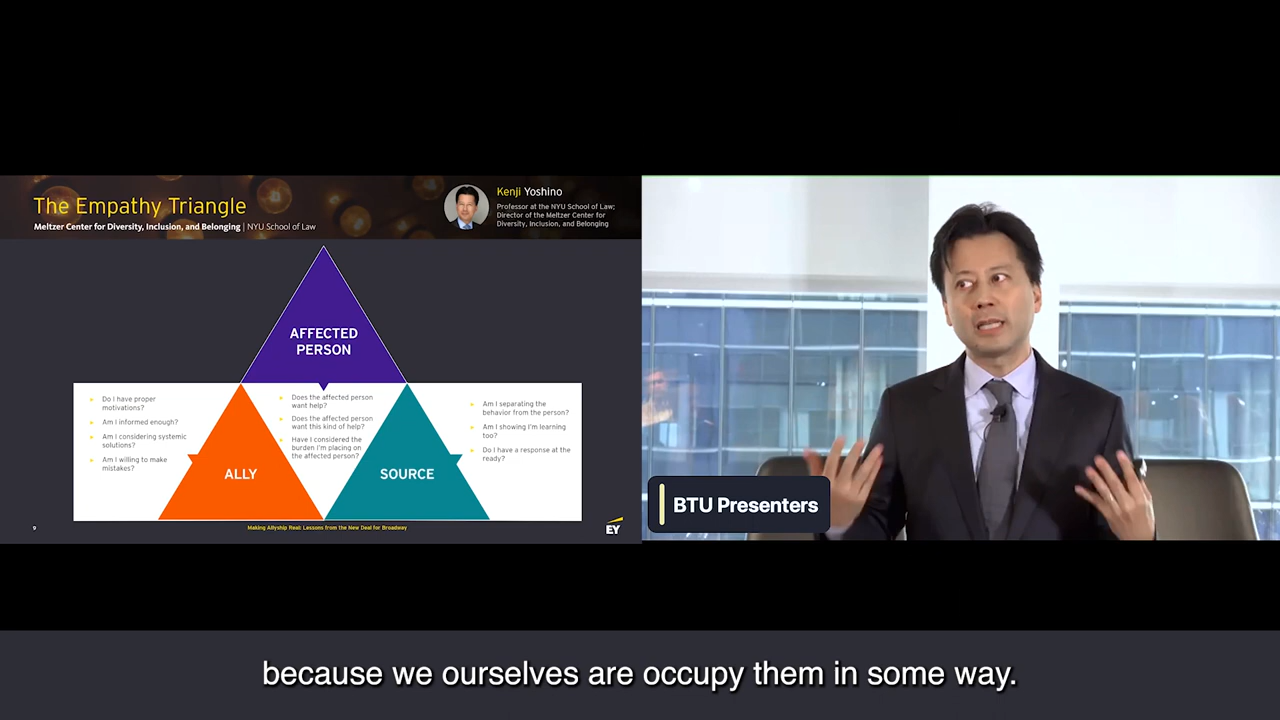 The Empathy Triangle
Meltzer Center for Diversity, Inclusion, and Belonging | NYU School of Law
Kenji Yoshino
Professor at the NYU School of Law;
Director of the Meltzer Center for
Diversity, Inclusion, and Belonging
AFFECTED
PERSON
Do I have proper
motivations?
Am I informed enough?
Am I considering systemic
solutions?
Am I willing to make
mistakes?
ALLY
Does the affected person
want help?
Does the affected person
want this kind of help?
Have I considered the
burden I'm placing on
the affected person?
SOURCE
Am I separating the
behavior from the person?
Am I showing I'm learning
too?
Do I have a response at the
ready?
9
Making Allyship Real: Lessons from the New Deal for Broadway
EY
BTU Presenters
because we ourselves are occupy them in some way.